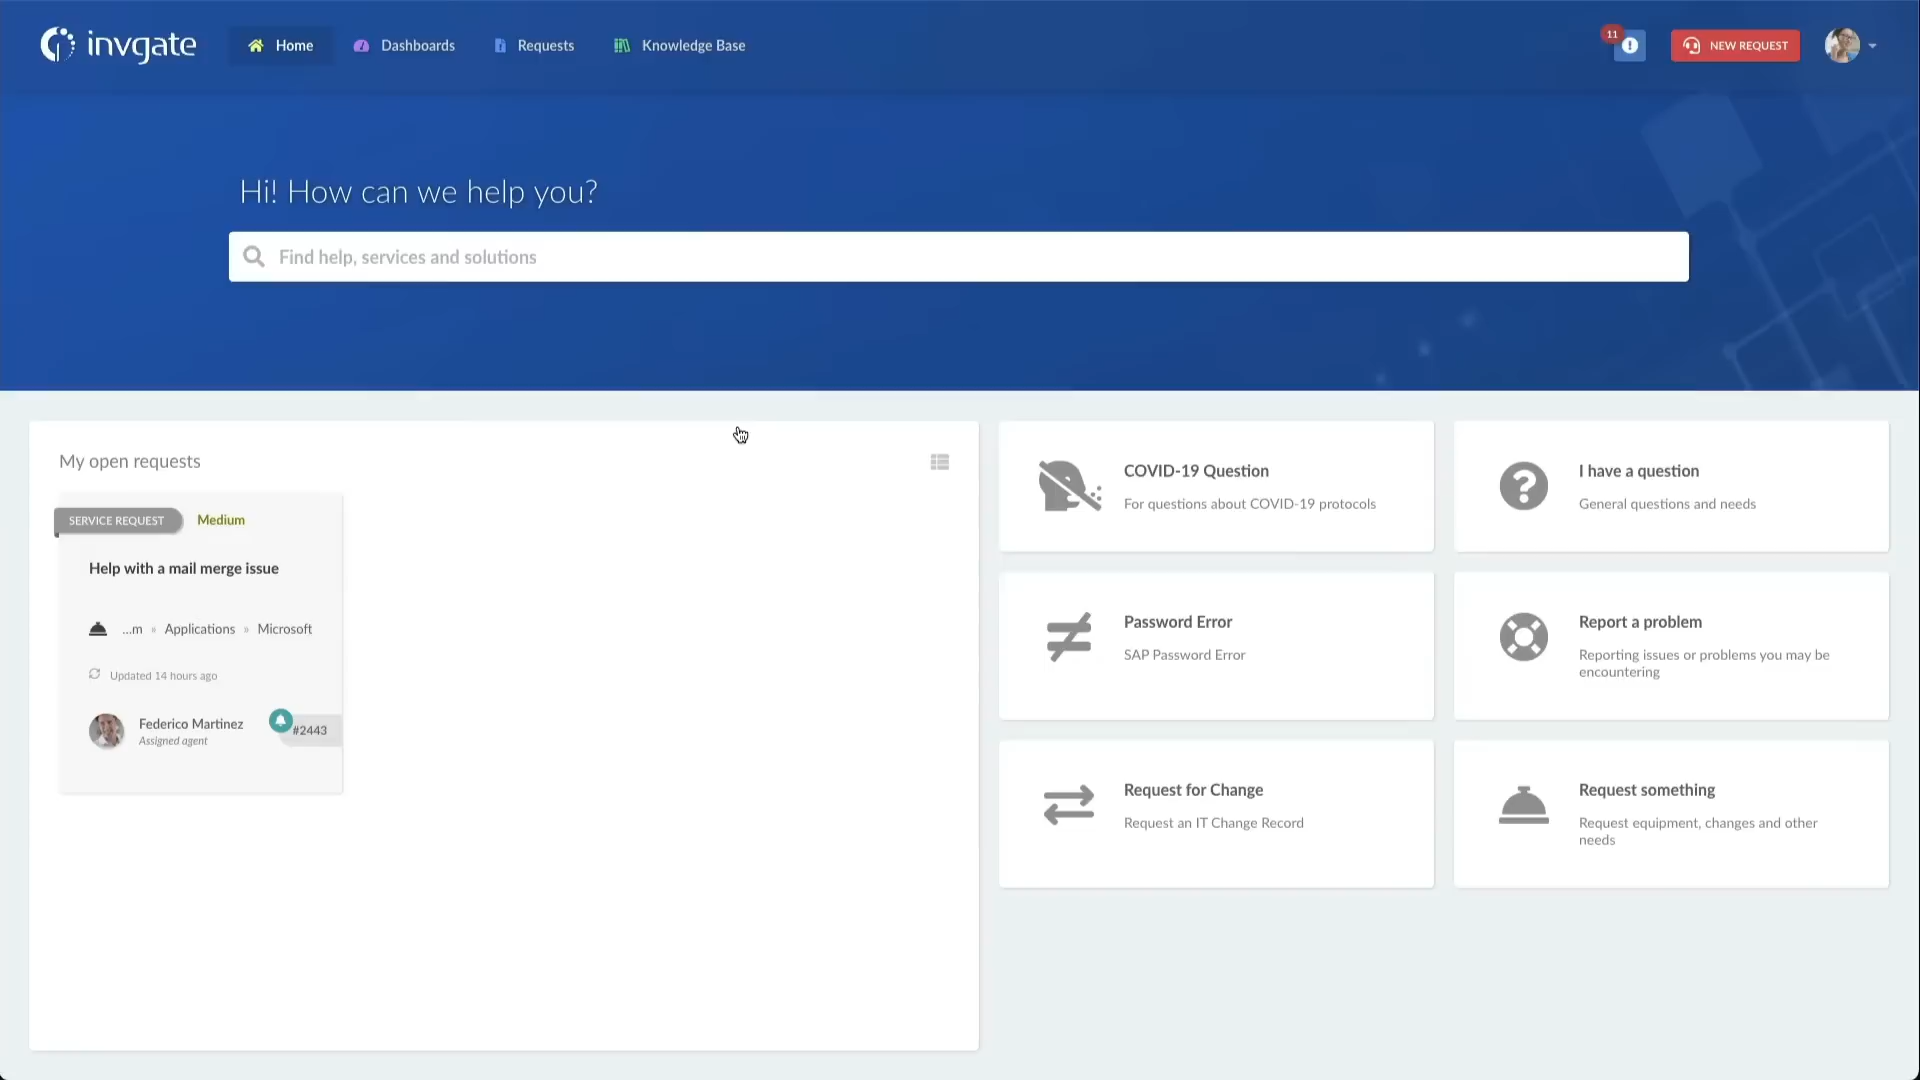 invgate
Home
Dashboards
Requests
Knowledge Base
11
NEW REQUEST
Hi! How can we help you?
Find help, services and solutions
My open requests
SERVICE REQUEST
Medium
Help with a mail merge issue
...m » Applications » Microsoft
Updated 14 hours ago
Federico Martinez
Assigned agent
#2443
COVID-19 Question
For questions about COVID-19 protocols
I have a question
General questions and needs
Password Error
SAP Password Error
Report a problem
Reporting issues or problems you may be
encountering
Request for Change
Request an IT Change Record
Request something
Request equipment, changes and other
needs